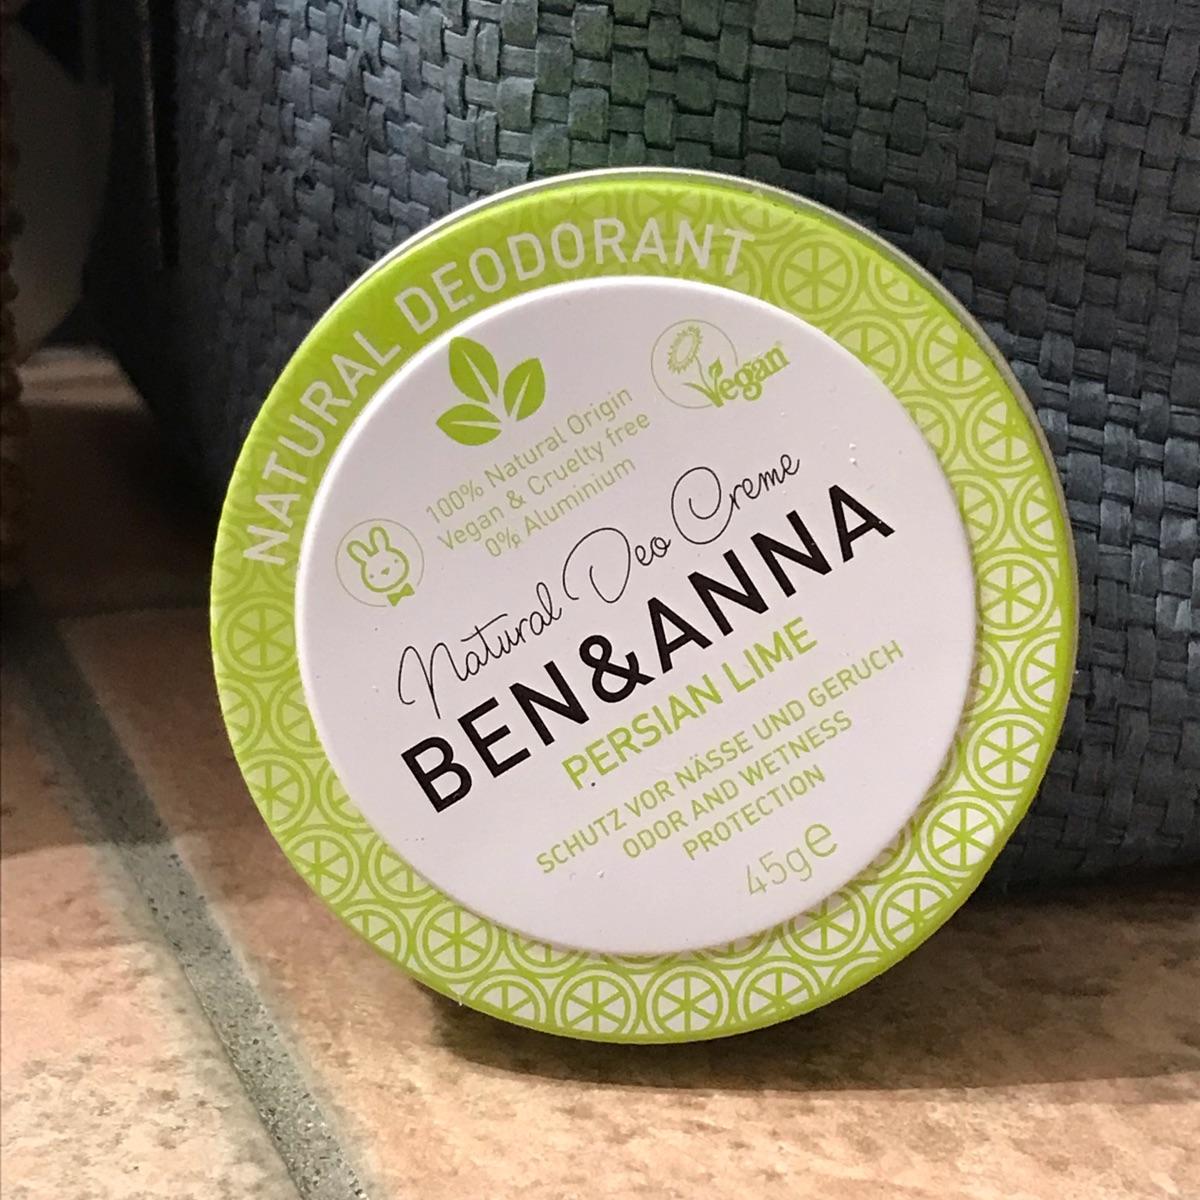 NATURAL DEODORANT
Vegan
100% Natural Origin
Vegan & Cruelty free
0% Aluminium
Natural Deo Creme
BEN&ANNA
PERSIAN LIME
SCHUTZ VOR NÄSSE UND GERUCH
ODOR AND WETNESS
PROTECTION
45g e